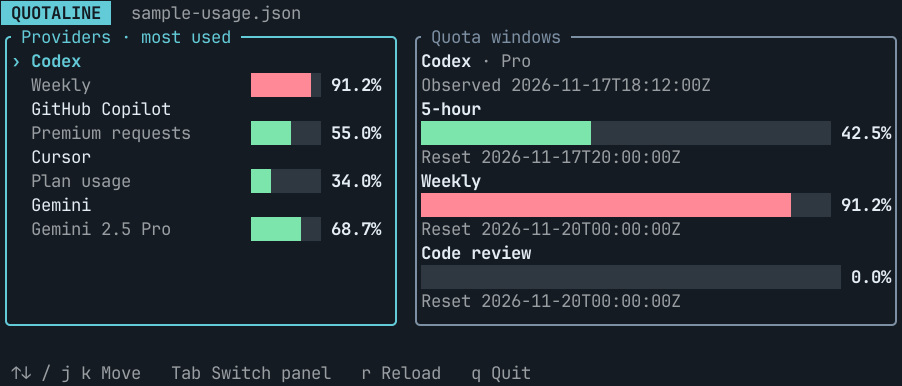 QUOTALINE sample-usage.json
Providers · most used
› Codex
Weekly 91.2%
GitHub Copilot
Premium requests 55.0%
Cursor
Plan usage 34.0%
Gemini
Gemini 2.5 Pro 68.7%
Quota windows
Codex · Pro
Observed 2026-11-17T18:12:00Z
5-hour
42.5%
Reset 2026-11-17T20:00:00Z
Weekly
91.2%
Reset 2026-11-20T00:00:00Z
Code review
0.0%
Reset 2026-11-20T00:00:00Z
↑↓ / j k Move Tab Switch panel r Reload q Quit